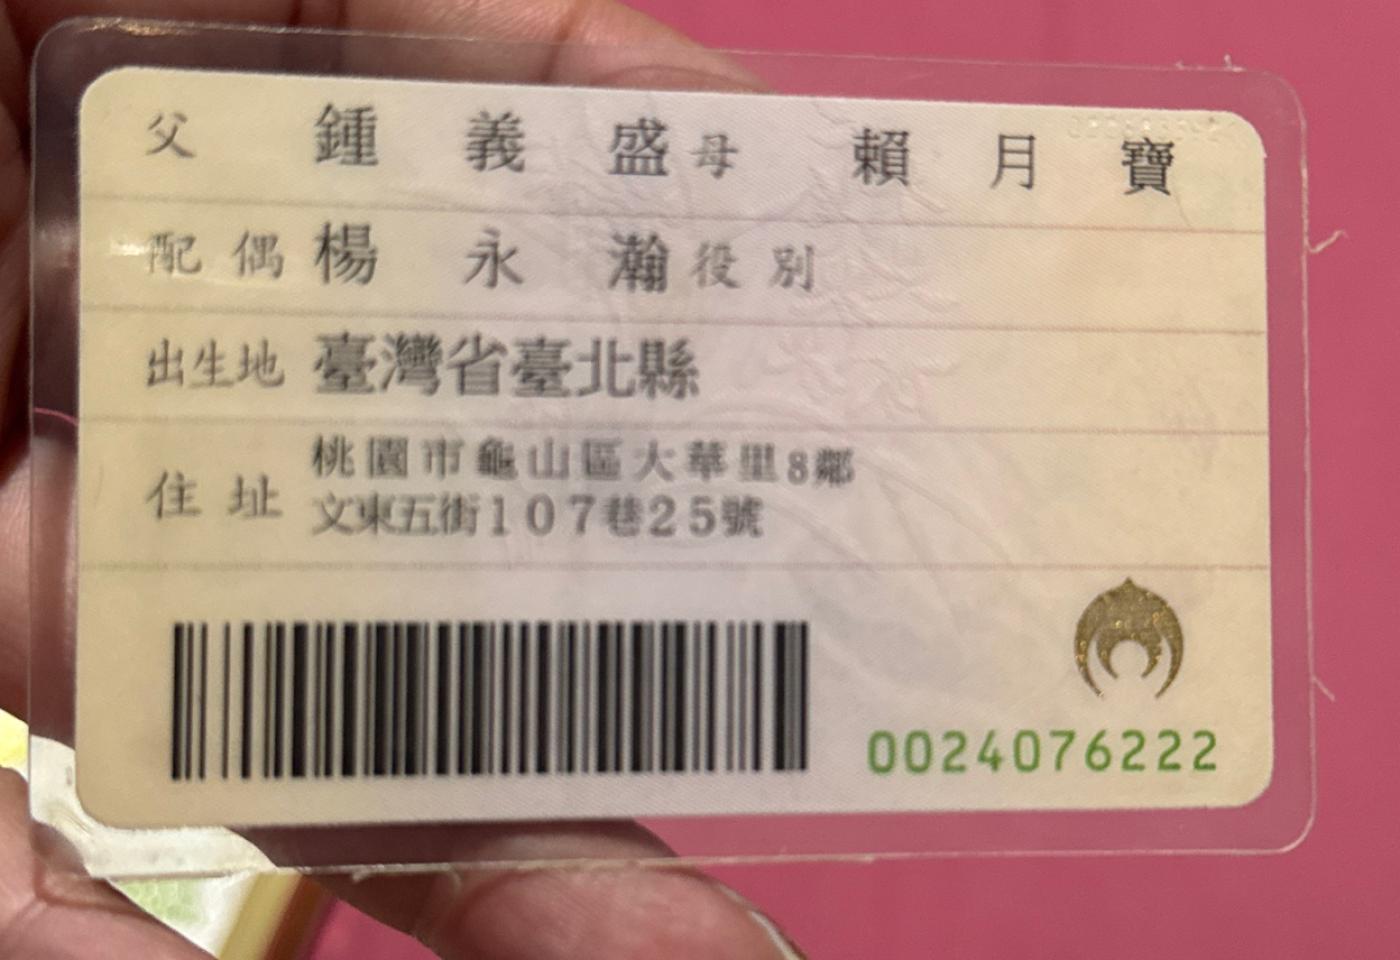 父 鍾義盛 母 賴月寶
配偶 楊永瀚 役別
出生地 臺灣省臺北縣
住址 桃園市龜山區大華里8鄰
文東五街107巷25號
0024076222